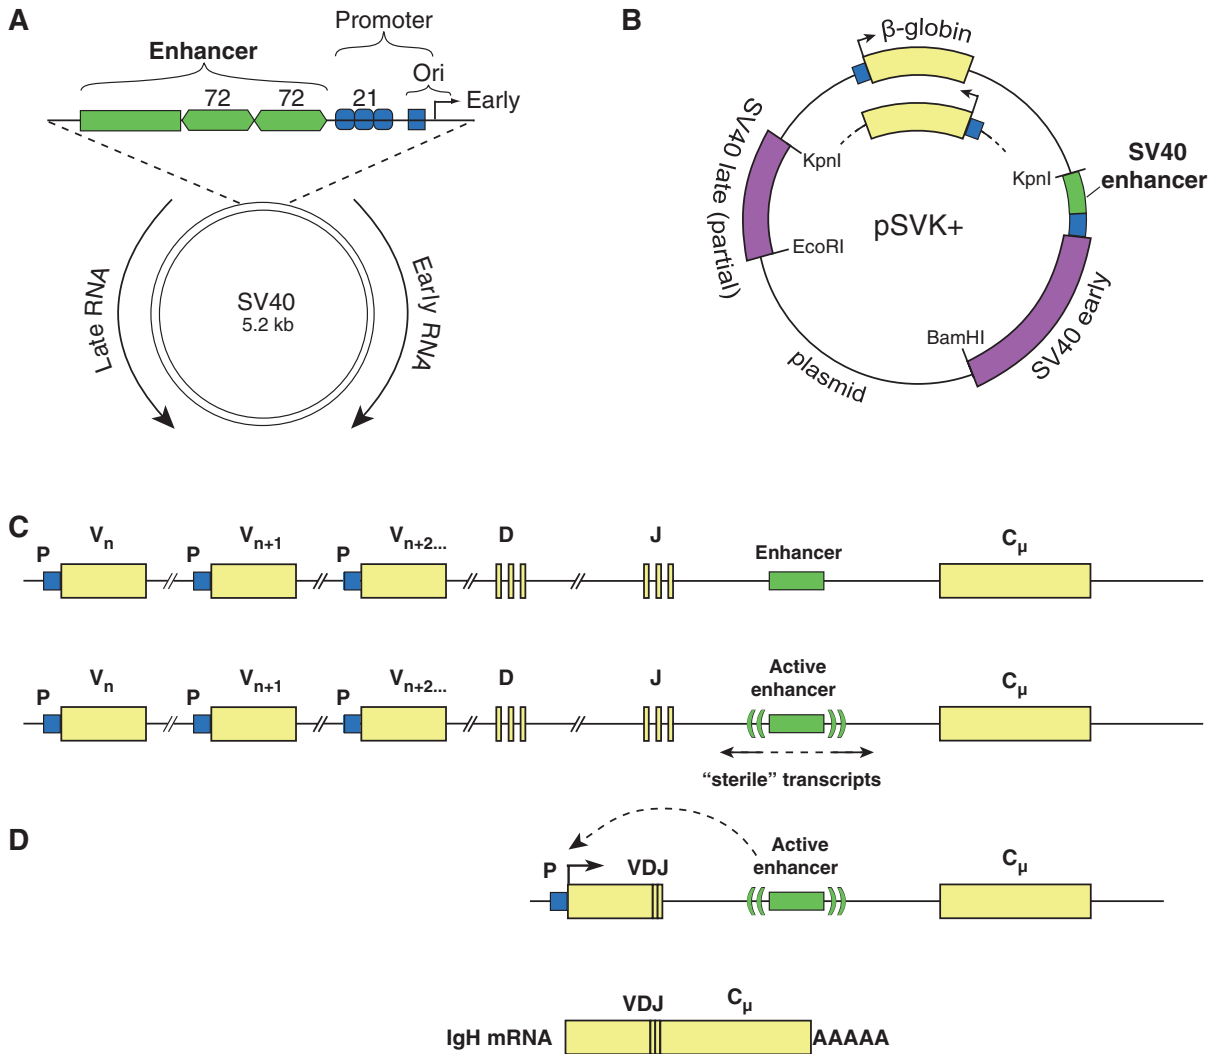 A
Promoter
Enhancer
Ori
72 72 21
Early
SV40
5.2 kb
Late RNA
Early RNA
B
β-globin
SV40 late (partial)
KpnI
KpnI
SV40
enhancer
pSVK+
EcoRI
BamHI
SV40 early
plasmid
C
P Vn P Vn+1 P Vn+2... D J Enhancer Cμ
P Vn P Vn+1 P Vn+2... D J Active
enhancer Cμ
“sterile” transcripts
D
P VDJ Active
enhancer Cμ
VDJ Cμ
IgH mRNA AAAAA